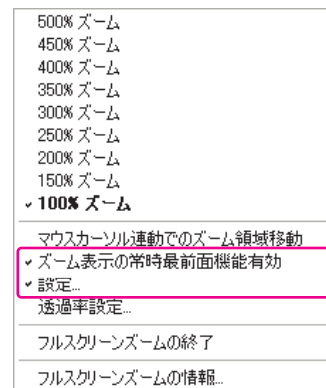 500% ズーム
450% ズーム
400% ズーム
350% ズーム
300% ズーム
250% ズーム
200% ズーム
150% ズーム
100% ズーム
マウスカーソル連動でのズーム領域移動
ズーム表示の常時最前面機能有効
設定...
透過率設定...
フルスクリーンズームの終了
フルスクリーンズームの情報...